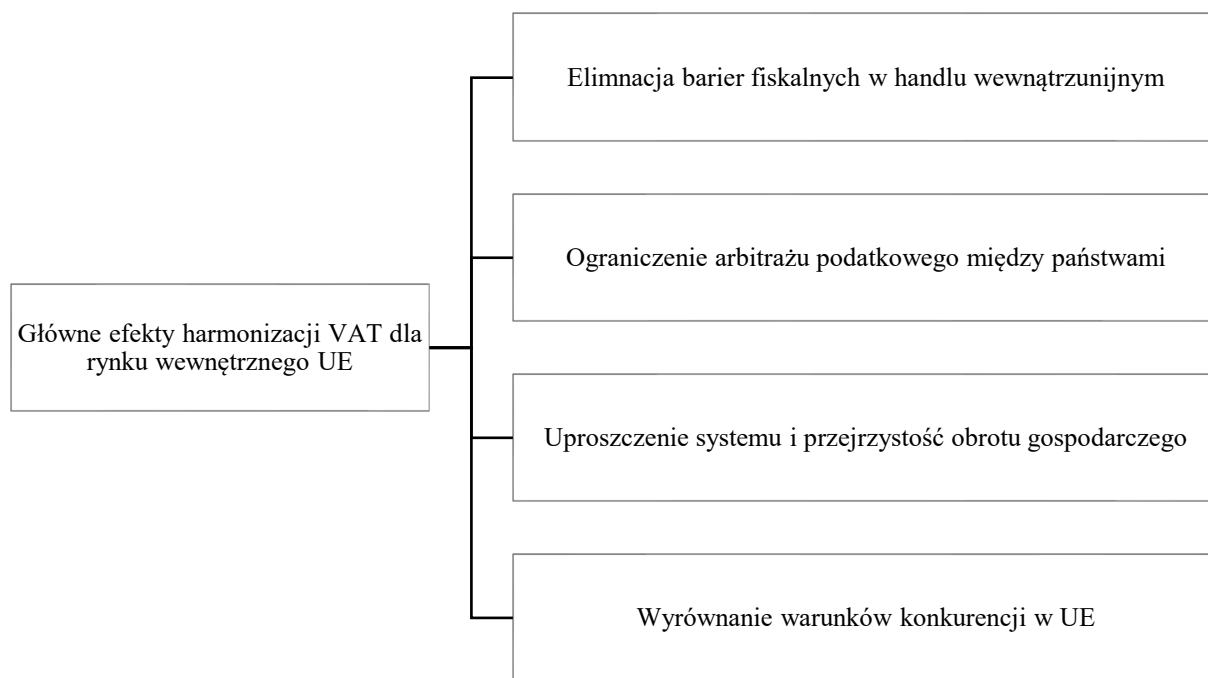 Główne efekty harmonizacji VAT dla
rynku wewnętrznego UE
Elimnacja barier fiskalnych w handlu wewnątrzunijnym
Ograniczenie arbitrażu podatkowego między państwami
Uproszczenie systemu i przejrzystość obrotu gospodarczego
Wyrównanie warunków konkurencji w UE